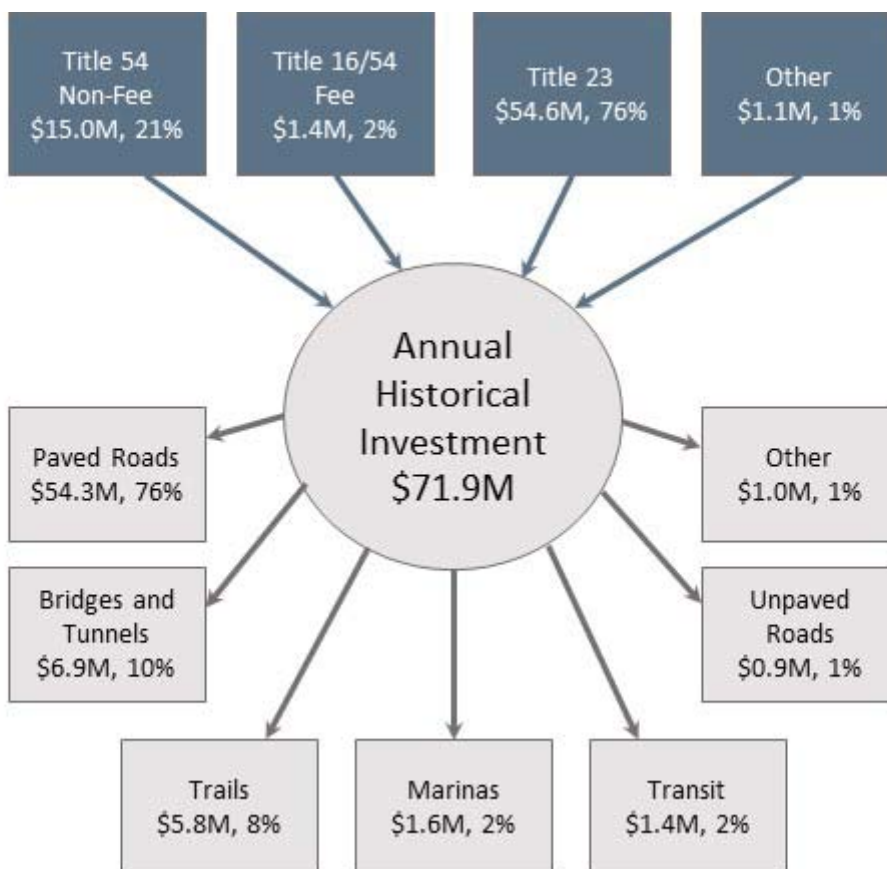 Title 54
Non-Fee
$15.0M, 21%
Title 16/54
Fee
$1.4M, 2%
Title 23
$54.6M, 76%
Other
$1.1M, 1%
Annual
Historical
Investment
$71.9M
Paved Roads
$54.3M, 76%
Other
$1.0M, 1%
Bridges and
Tunnels
$6.9M, 10%
Unpaved
Roads
$0.9M, 1%
Trails
$5.8M, 8%
Marinas
$1.6M, 2%
Transit
$1.4M, 2%